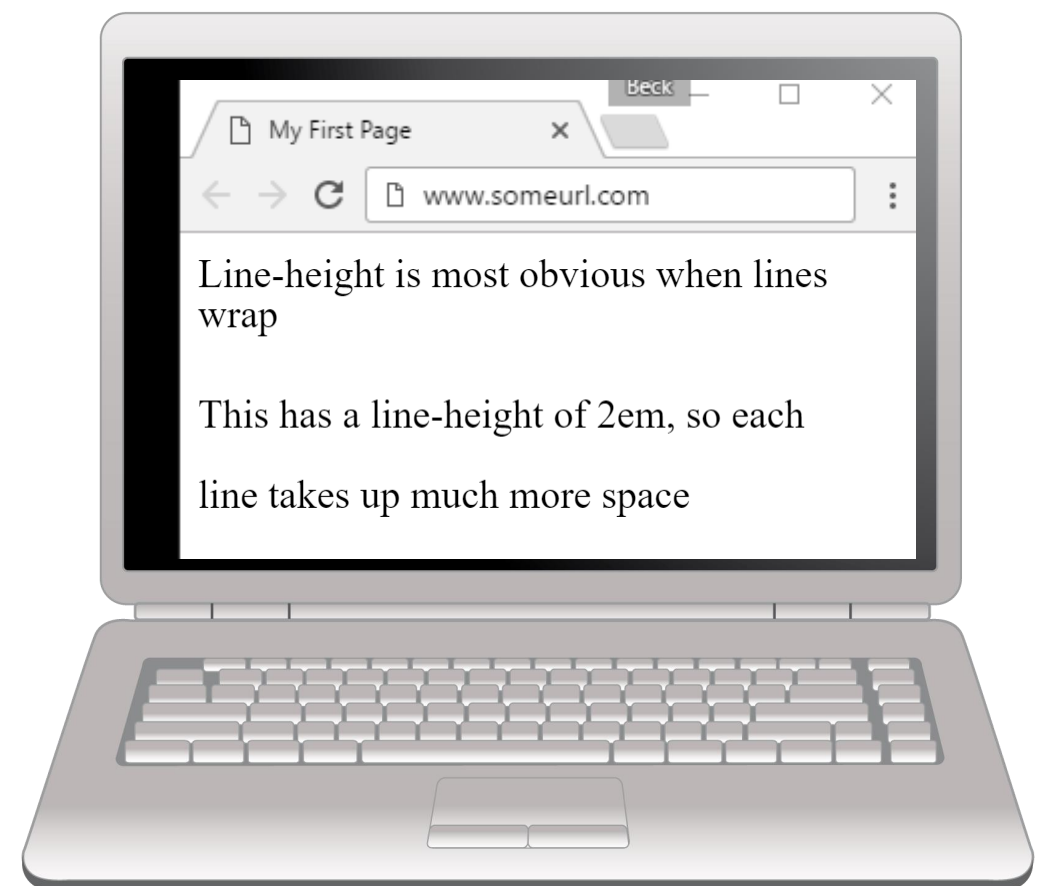 Beck
My First Page
www.someurl.com
Line-height is most obvious when lines
wrap
This has a line-height of 2em, so each
line takes up much more space